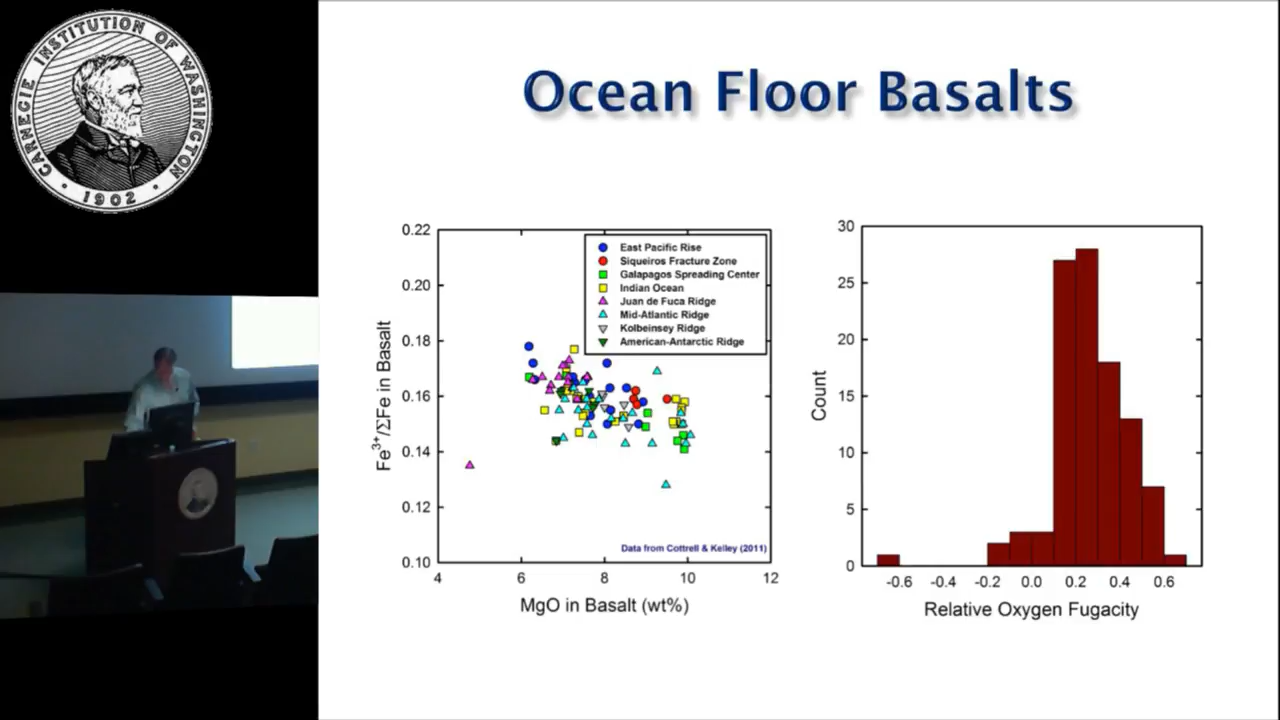 CARNEGIE INSTITUTION OF WASHINGTON
· 1902 ·
Ocean Floor Basalts
0.22
0.20
0.18
0.16
0.14
0.12
0.10
Fe3+/ΣFe in Basalt
East Pacific Rise
Siqueiros Fracture Zone
Galapagos Spreading Center
Indian Ocean
Juan de Fuca Ridge
Mid-Atlantic Ridge
Kolbeinsey Ridge
American-Antarctic Ridge
Data from Cottrell & Kelley (2011)
4 6 8 10 12
MgO in Basalt (wt%)
30
25
20
15
10
5
0
Count
-0.6 -0.4 -0.2 0.0 0.2 0.4 0.6
Relative Oxygen Fugacity